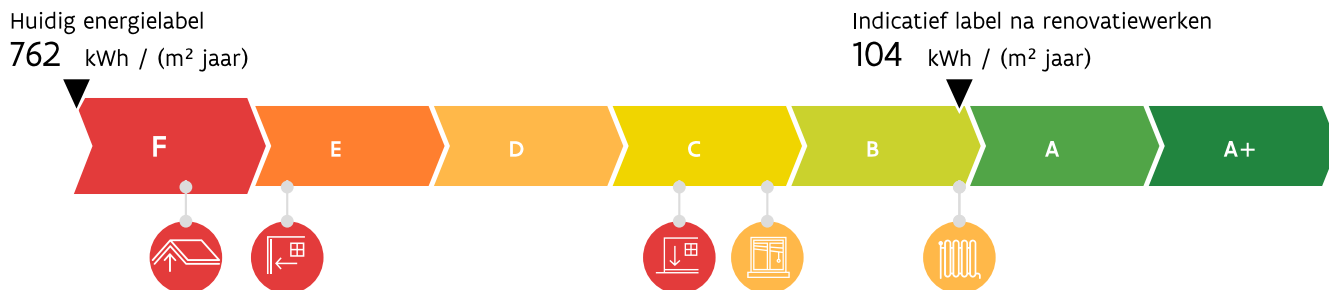 Huidig energielabel
762 kWh / (m² jaar)
Indicatief label na renovatiewerken
104 kWh / (m² jaar)
F E D C B A A+